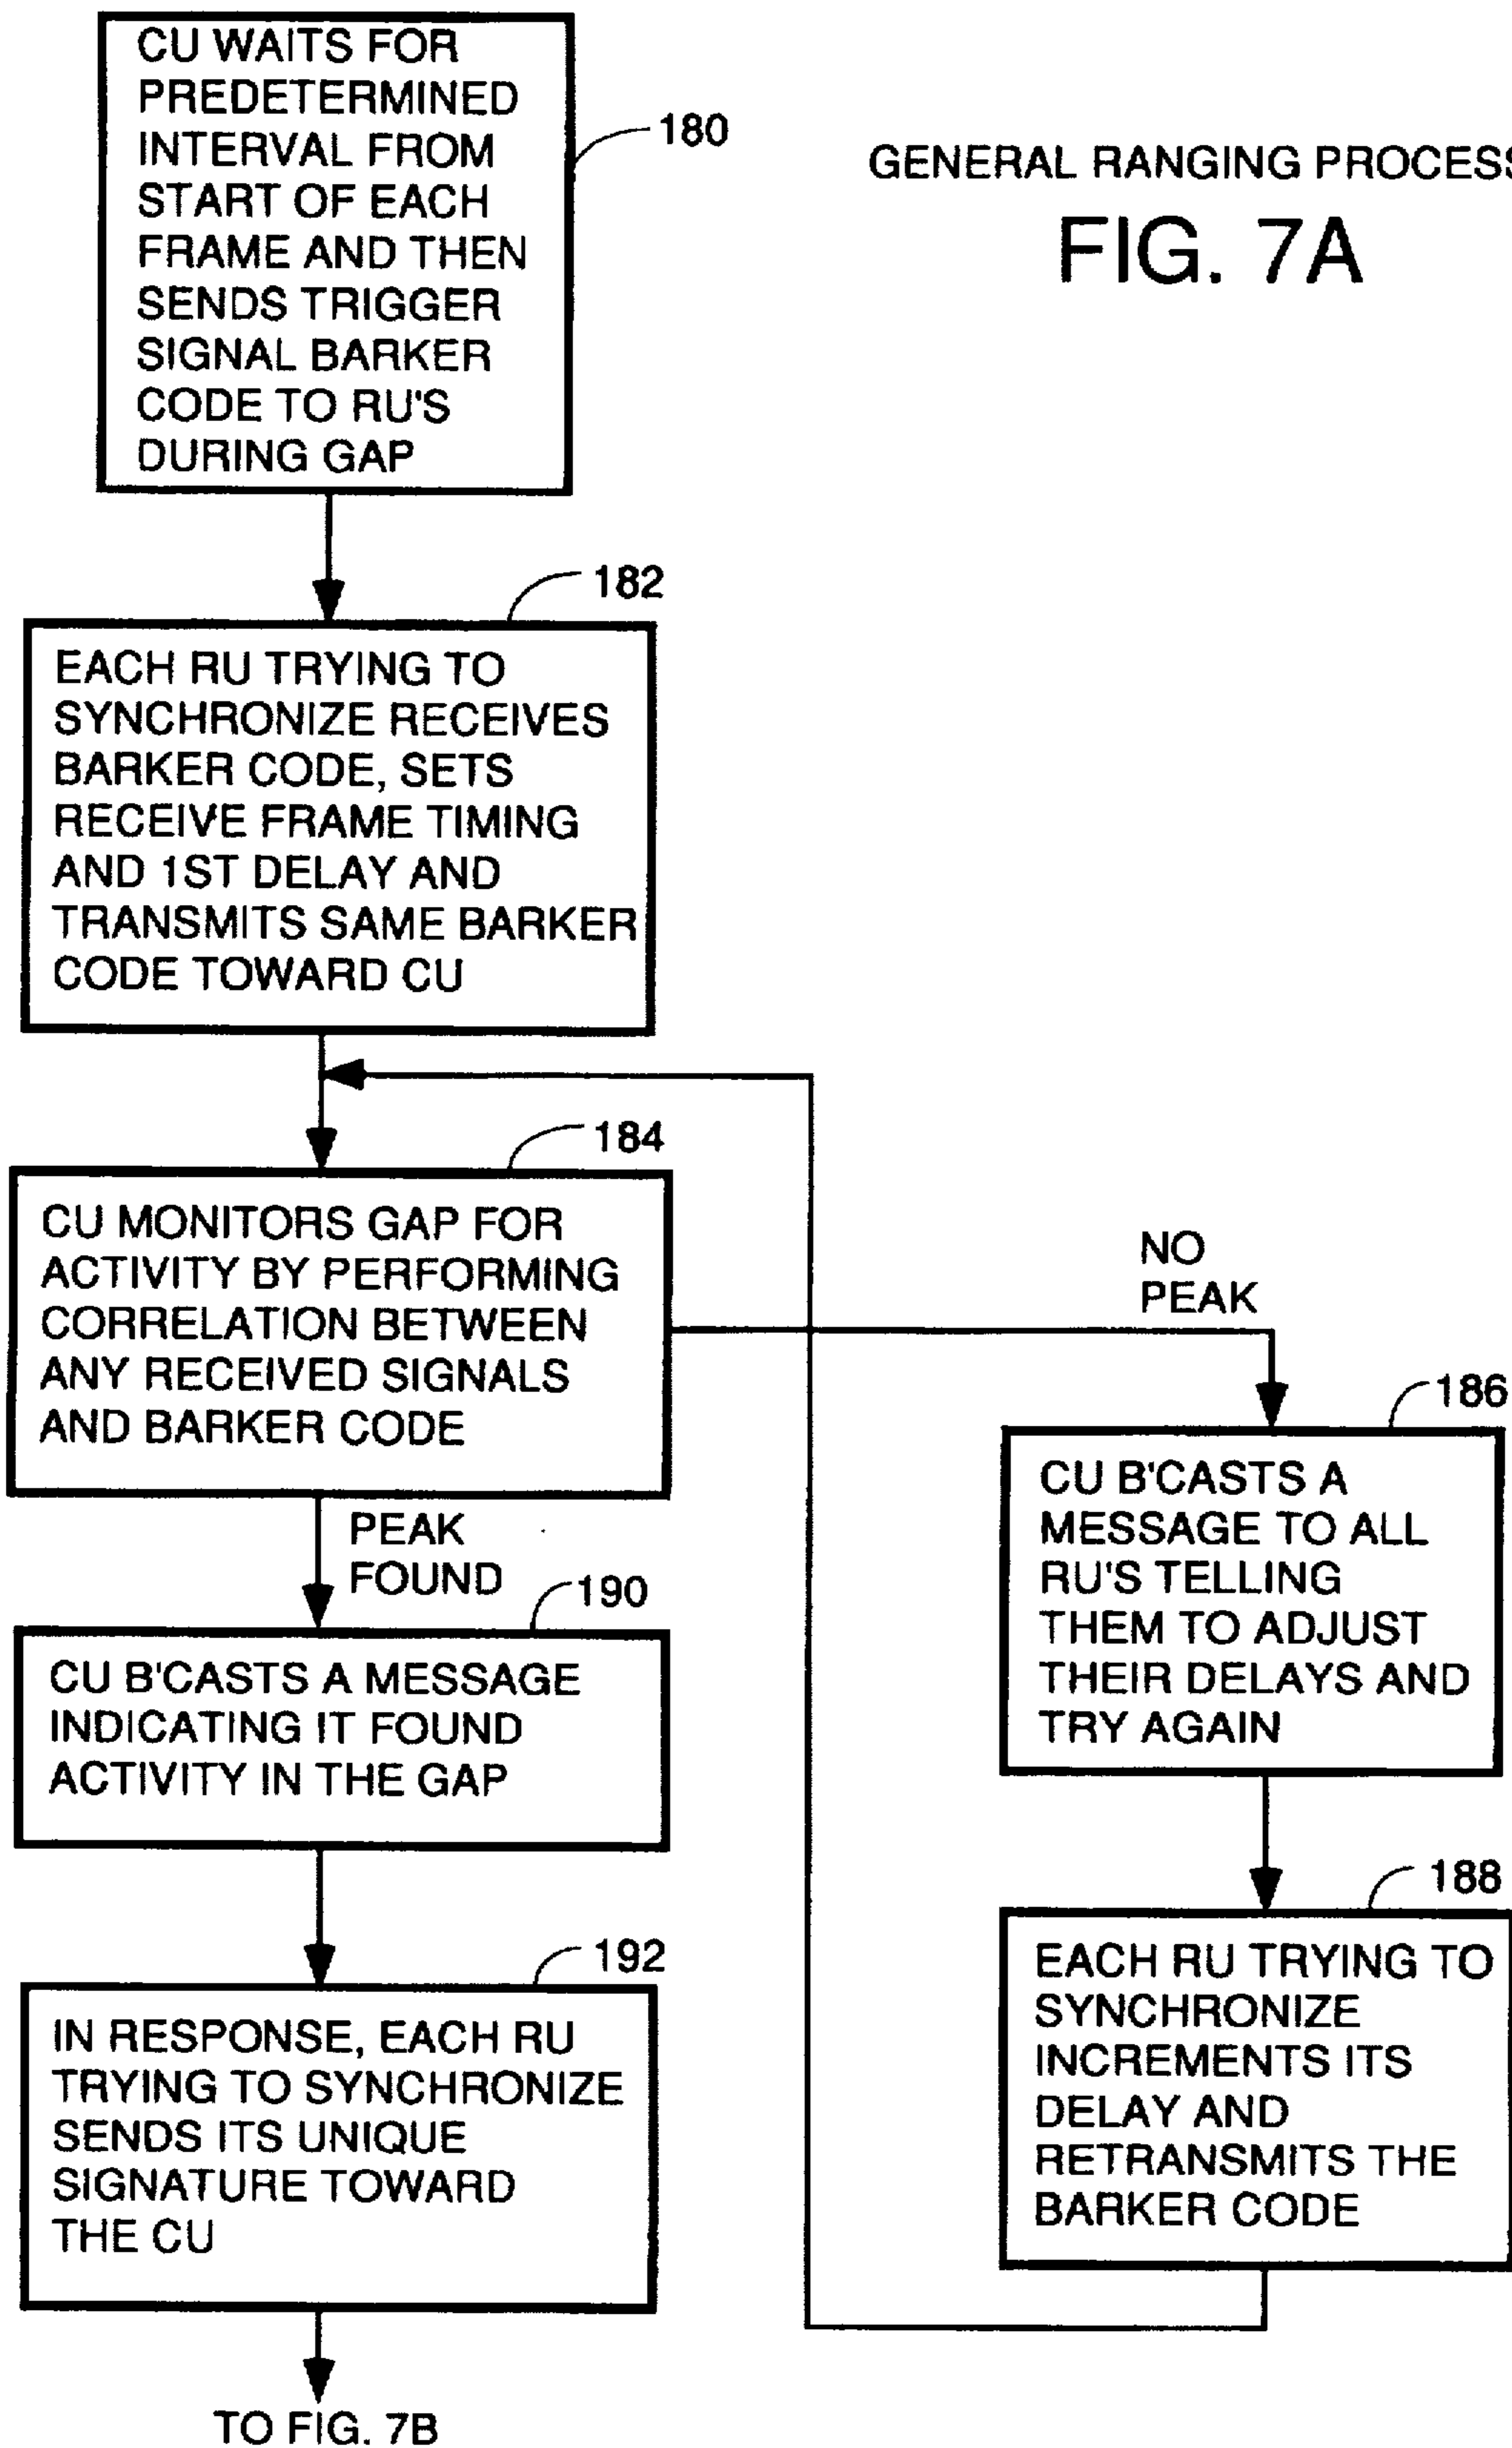 CU WAITS FOR
PREDETERMINED
INTERVAL FROM
START OF EACH
FRAME AND THEN
SENDS TRIGGER
SIGNAL BARKER
CODE TO RU'S
DURING GAP
180
GENERAL RANGING PROCESS
FIG. 7A
182
EACH RU TRYING TO
SYNCHRONIZE RECEIVES
BARKER CODE, SETS
RECEIVE FRAME TIMING
AND 1ST DELAY AND
TRANSMITS SAME BARKER
CODE TOWARD CU
184
CU MONITORS GAP FOR
ACTIVITY BY PERFORMING
CORRELATION BETWEEN
ANY RECEIVED SIGNALS
AND BARKER CODE
NO
PEAK
186
CU B'CASTS A
MESSAGE TO ALL
RU'S TELLING
THEM TO ADJUST
THEIR DELAYS AND
TRY AGAIN
188
EACH RU TRYING TO
SYNCHRONIZE
INCREMENTS ITS
DELAY AND
RETRANSMITS THE
BARKER CODE
PEAK
FOUND
190
CU B'CASTS A MESSAGE
INDICATING IT FOUND
ACTIVITY IN THE GAP
192
IN RESPONSE, EACH RU
TRYING TO SYNCHRONIZE
SENDS ITS UNIQUE
SIGNATURE TOWARD
THE CU
TO FIG. 7B